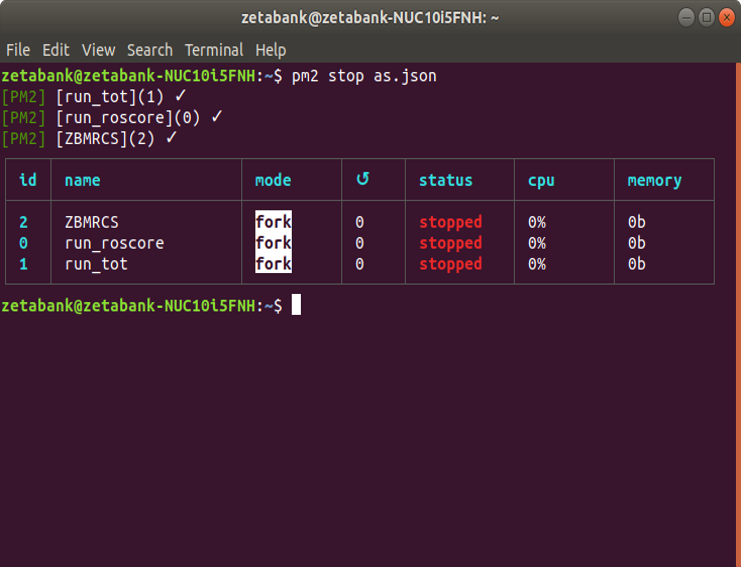 zetabank@zetabank-NUC10i5FNH: ~
File Edit View Search Terminal Help
zetabank@zetabank-NUC10i5FNH:~$ pm2 stop as.json
[PM2] [run_tot](1) ✓
[PM2] [run_roscore](0) ✓
[PM2] [ZBMRCS](2) ✓
id name mode ↺ status cpu memory
2 ZBMRCS fork 0 stopped 0% 0b
0 run_roscore fork 0 stopped 0% 0b
1 run_tot fork 0 stopped 0% 0b
zetabank@zetabank-NUC10i5FNH:~$